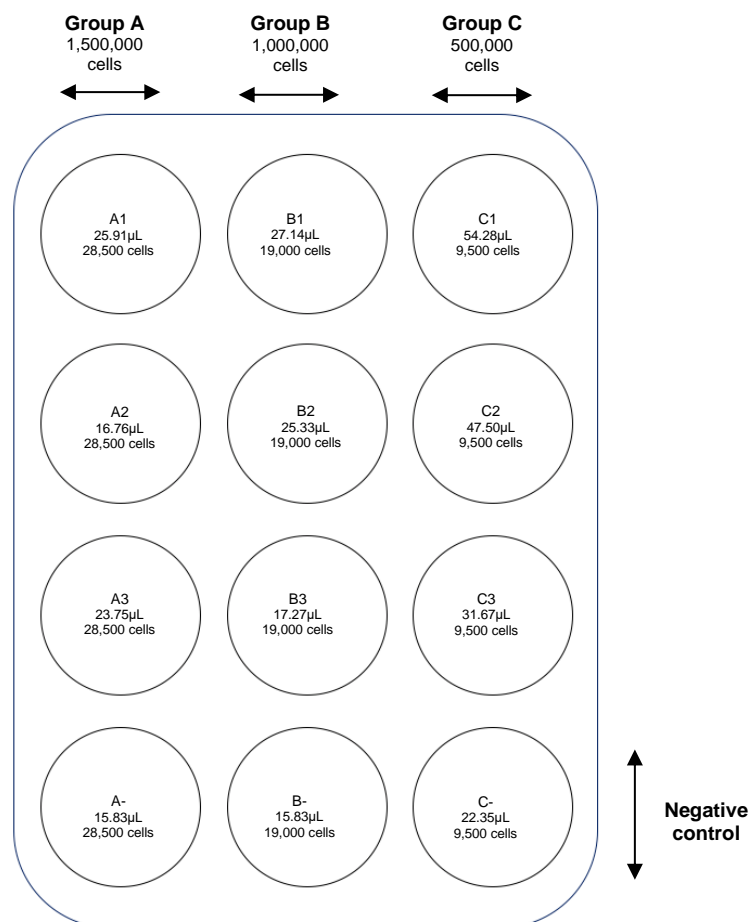 Group A
1,500,000
cells
Group B
1,000,000
cells
Group C
500,000
cells
A1
25.91µL
28,500 cells
B1
27.14µL
19,000 cells
C1
54.28µL
9,500 cells
A2
16.76µL
28,500 cells
B2
25.33µL
19,000 cells
C2
47.50µL
9,500 cells
A3
23.75µL
28,500 cells
B3
17.27µL
19,000 cells
C3
31.67µL
9,500 cells
A-
15.83µL
28,500 cells
B-
15.83µL
19,000 cells
C-
22.35µL
9,500 cells
Negative
control